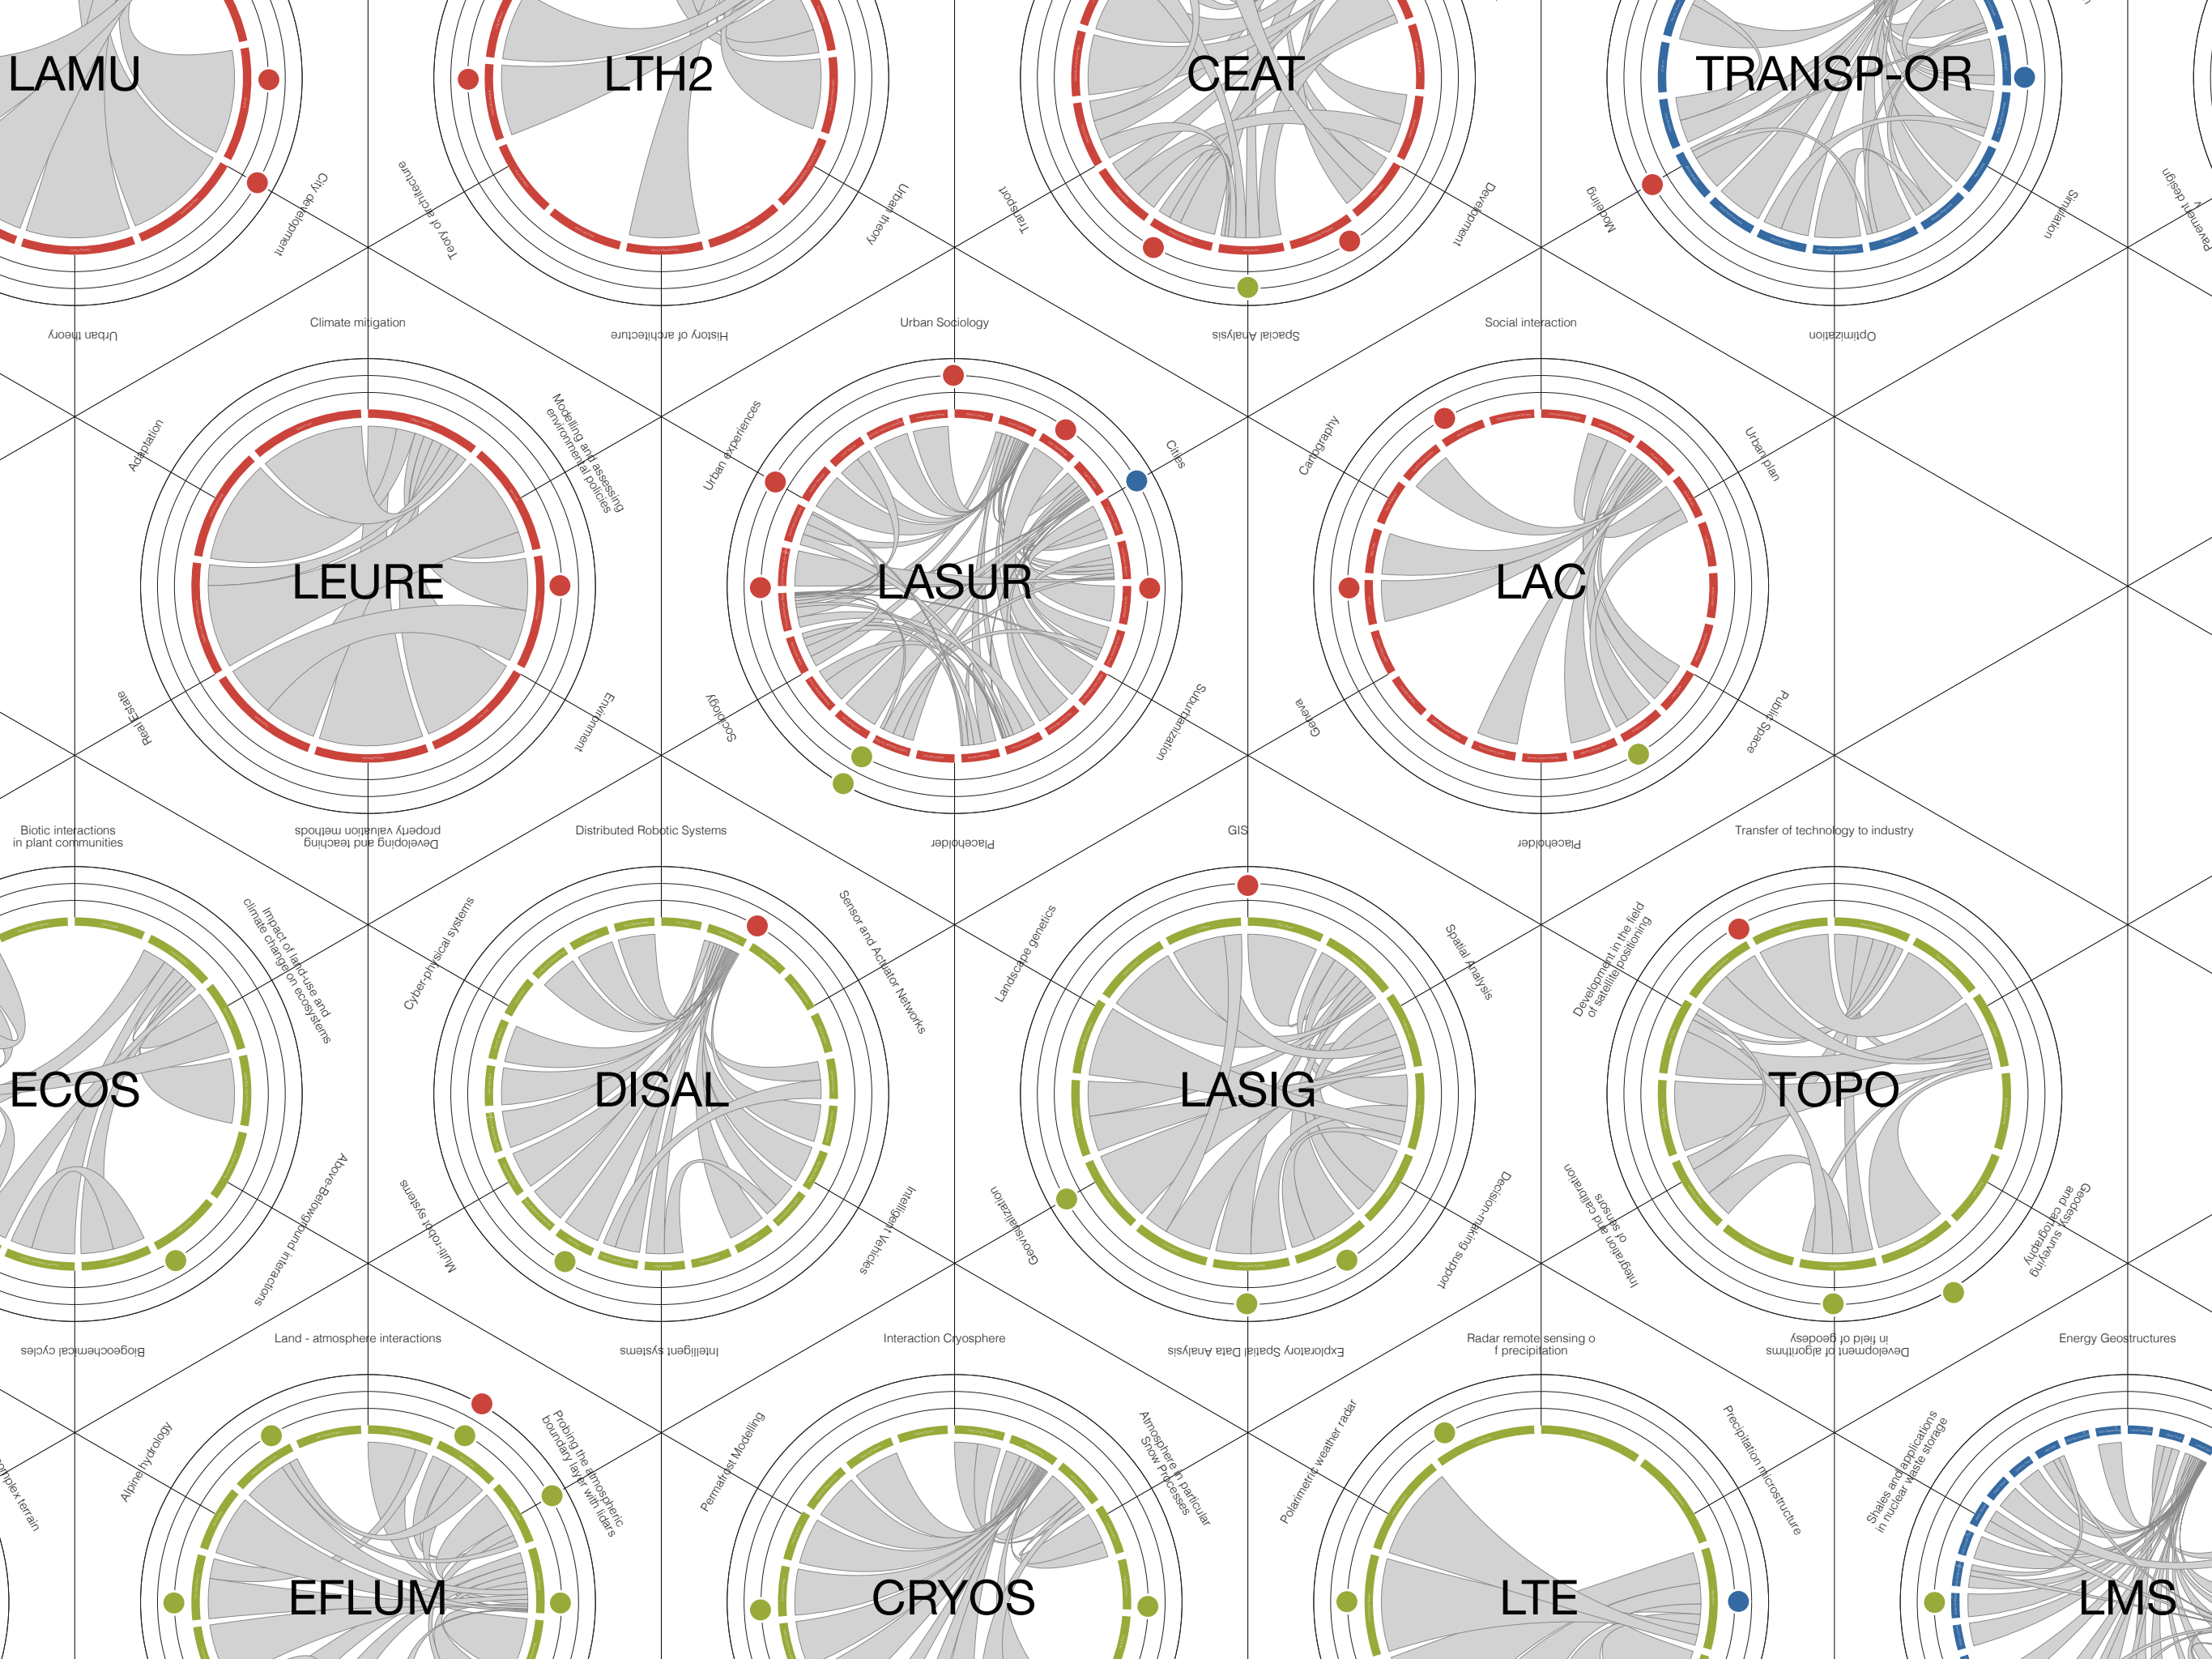 LAMU
LTH2
CEAT
TRANSP-OR
City development
Teory of architecture
Urban theory
Transport
Development
Modeling
Simulation
Pavement design
Urban theory
Climate mitigation
History of architecture
Urban Sociology
Spacial Analysis
Social interaction
Optimization
Adaptation
Modelling and assessing
environmental policies
Urban experiences
Cities
Cartography
Urban plan
LEURE
LASUR
LAC
Real Estate
Environment
Sociology
Suburbanization
Geneva
Public Space
Biotic interactions
in plant communities
Developing and teaching
property valuation methods
Distributed Robotic Systems
Placeholder
GIS
Placeholder
Transfer of technology to industry
Impact of land-use and
climate change on ecosystems
Cyber-physical systems
Sensor and Actuator Networks
Landscape genetics
Spatial Analysis
Development in the field
of satellite positioning
ECOS
DISAL
LASIG
TOPO
Above-Belowground interactions
Multi-robot systems
Intelligent Vehicles
Geovisualization
Decision-making support
Integration and calibration
of sensors
Geodesy, surveying
and cartography
Biogeochemical cycles
Land - atmosphere interactions
Intelligent systems
Interaction Cryosphere
Exploratory Spatial Data Analysis
Radar remote sensing o
f precipitation
Development of algorithms
in field of geodesy
Energy Geostructures
complex terrain
Alpine hydrology
Probing the atmospheric
boundary layer with lidars
Permafrost Modelling
Atmosphere in particular
Snow Processes
Polarimetric weather radar
Precipitation microstructure
Shales and applications
in nuclear waste storage
EFLUM
CRYOS
LTE
LMS